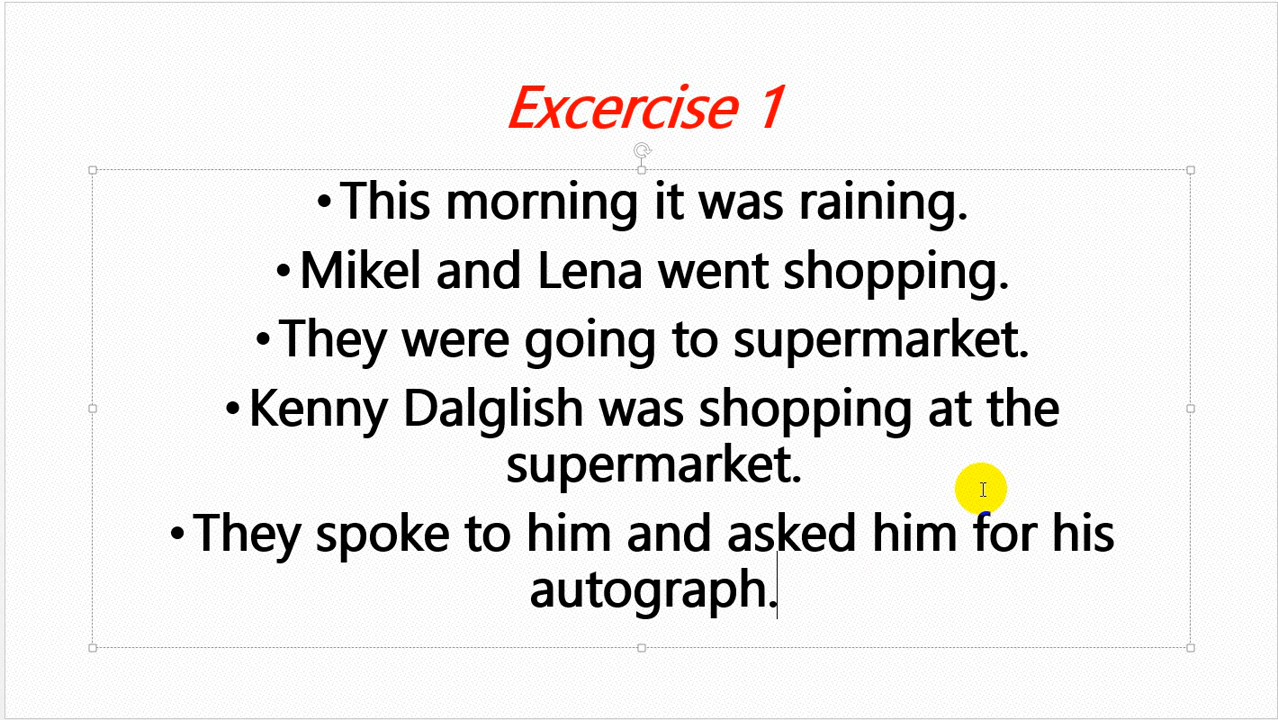 Excercise 1
•This morning it was raining.
•Mikel and Lena went shopping.
•They were going to supermarket.
•Kenny Dalglish was shopping at the
supermarket.
•They spoke to him and asked him for his
autograph.